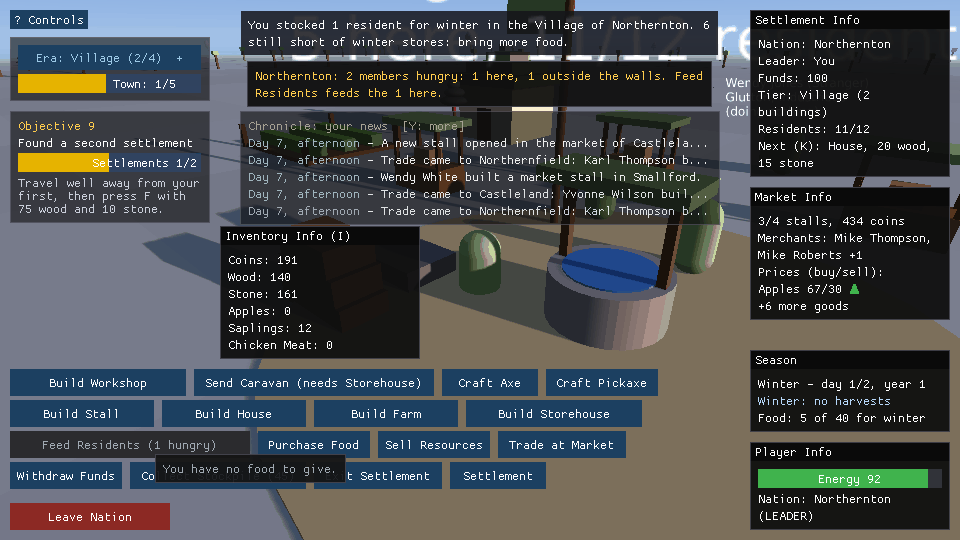 ? Controls
Era: Village (2/4)   +
Town: 1/5
Objective 9
Found a second settlement
Settlements 1/2
Travel well away from your
first, then press F with
75 wood and 10 stone.
You stocked 1 resident for winter in the Village of Northernton. 6
still short of winter stores: bring more food.
Northernton: 2 members hungry: 1 here, 1 outside the walls. Feed
Residents feeds the 1 here.
Chronicle: your news  [Y: more]
Day 7, afternoon – A new stall opened in the market of Castlela...
Day 7, afternoon – Trade came to Northernfield: Karl Thompson b...
Day 7, afternoon – Wendy White built a market stall in Smallford.
Day 7, afternoon – Trade came to Castleland: Yvonne Wilson buil...
Day 7, afternoon – Trade came to Northernfield: Karl Thompson b...
Inventory Info (I)
Coins: 191
Wood: 140
Stone: 161
Apples: 0
Saplings: 12
Chicken Meat: 0
Settlement Info
Nation: Northernton
Leader: You
Funds: 100
Tier: Village (2
buildings)
Residents: 11/12
Next (K): House, 20 wood,
15 stone
Market Info
3/4 stalls, 434 coins
Merchants: Mike Thompson,
Mike Roberts +1
Prices (buy/sell):
Apples 67/30
+6 more goods
Season
Winter – day 1/2, year 1
Winter: no harvests
Food: 5 of 40 for winter
Player Info
Energy 92
Nation: Northernton
(LEADER)
Build Workshop
Send Caravan (needs Storehouse)
Craft Axe
Craft Pickaxe
Build Stall
Build House
Build Farm
Build Storehouse
Feed Residents (1 hungry)
Purchase Food
Sell Resources
Trade at Market
You have no food to give.
Withdraw Funds
Settlement
Settlement
Leave Nation